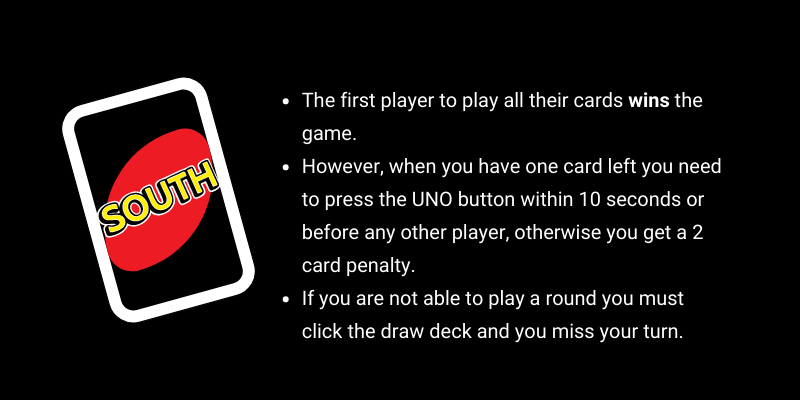 SOUTH
• The first player to play all their cards wins the
game.
• However, when you have one card left you need
to press the UNO button within 10 seconds or
before any other player, otherwise you get a 2
card penalty.
• If you are not able to play a round you must
click the draw deck and you miss your turn.